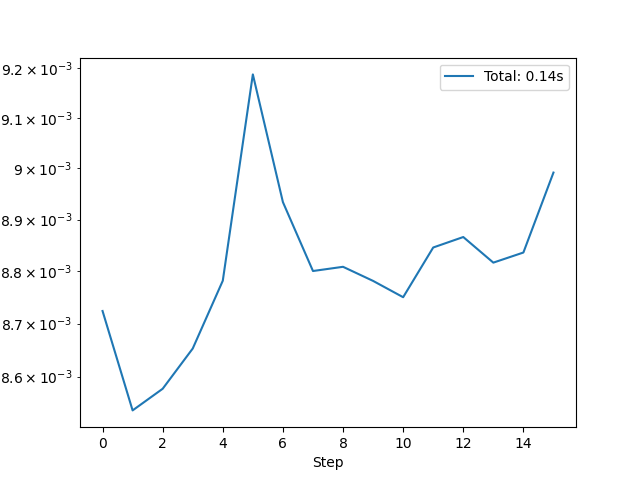 9.2 × 10⁻³
9.1 × 10⁻³
9 × 10⁻³
8.9 × 10⁻³
8.8 × 10⁻³
8.7 × 10⁻³
8.6 × 10⁻³
Total: 0.14s
0 2 4 6 8 10 12 14
Step